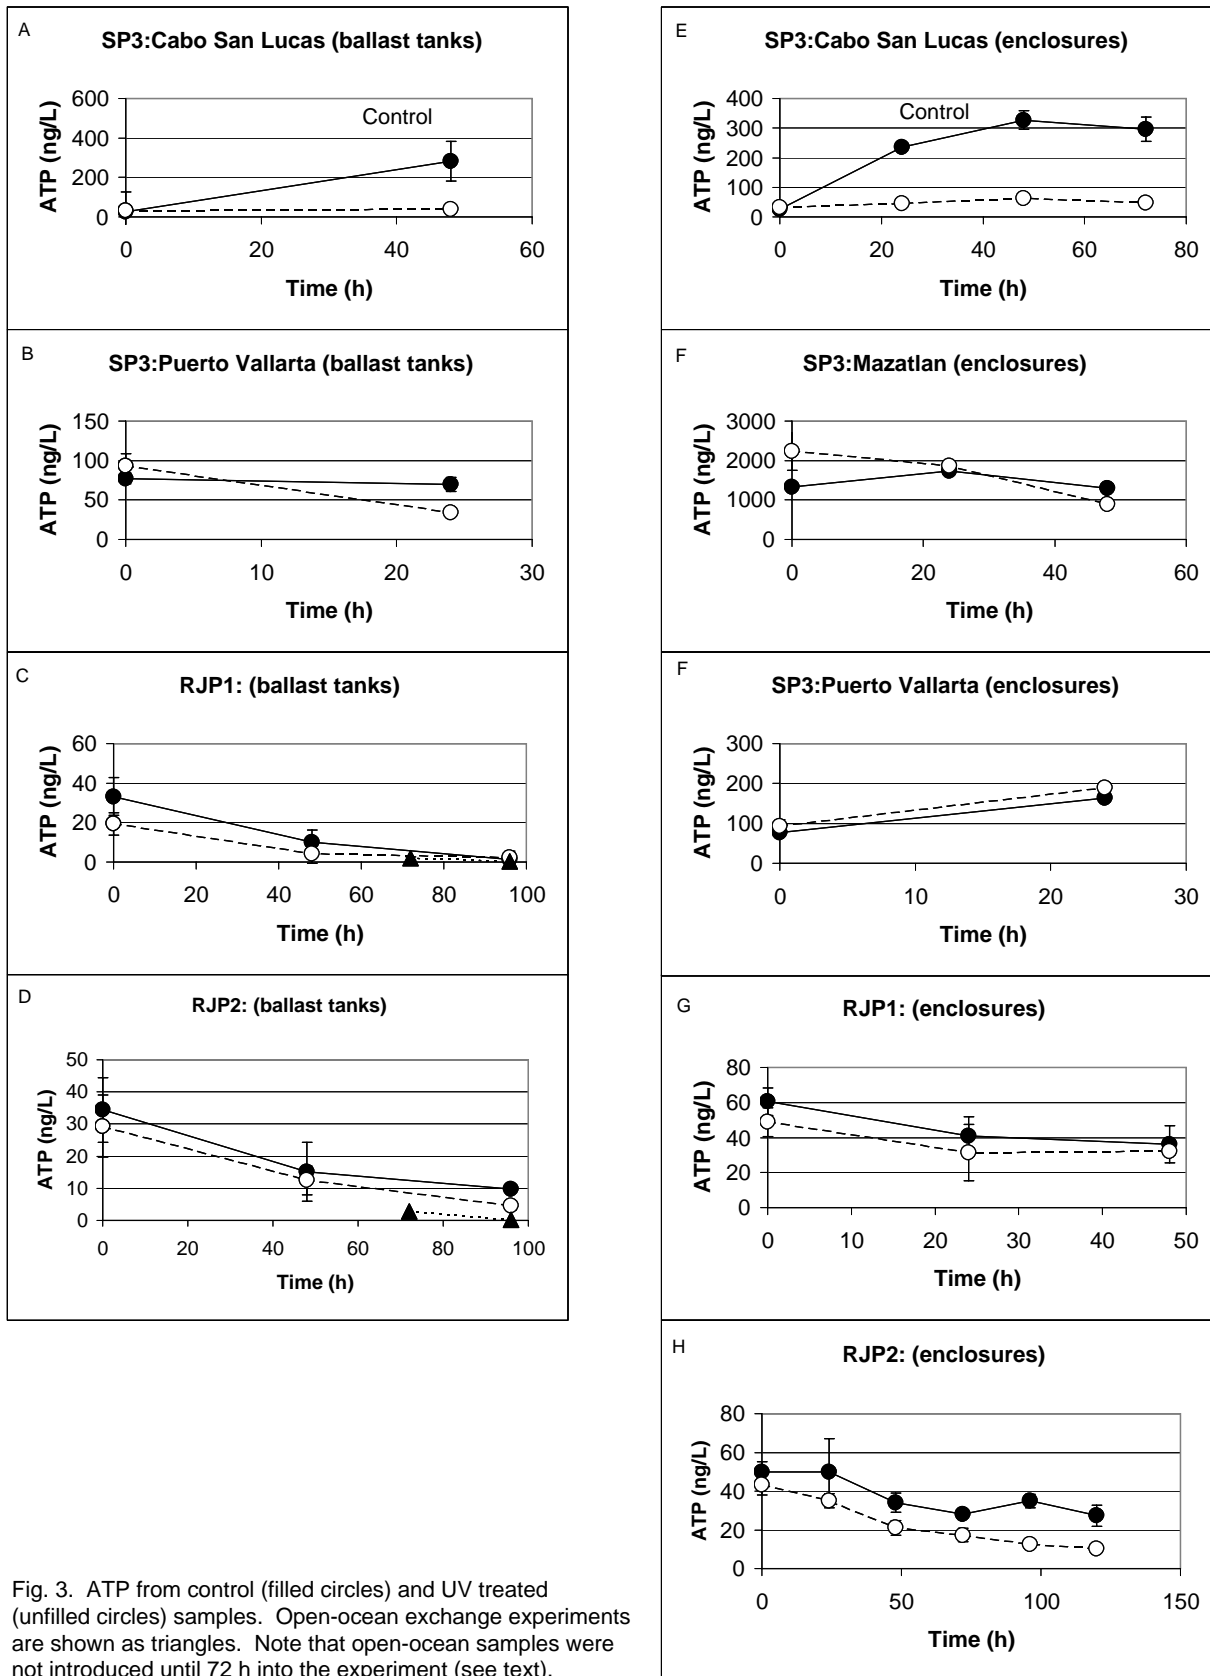 A
SP3:Cabo San Lucas (ballast tanks)
600
400
200
0
ATP (ng/L)
Control
0 20 40 60
Time (h)
B
SP3:Puerto Vallarta (ballast tanks)
150
100
50
0
ATP (ng/L)
0 10 20 30
Time (h)
C
RJP1: (ballast tanks)
60
40
20
0
ATP (ng/L)
0 20 40 60 80 100
Time (h)
D
RJP2: (ballast tanks)
50
40
30
20
10
0
ATP (ng/L)
0 20 40 60 80 100
Time (h)
E
SP3:Cabo San Lucas (enclosures)
400
300
200
100
0
ATP (ng/L)
Control
0 20 40 60 80
Time (h)
F
SP3:Mazatlan (enclosures)
3000
2000
1000
0
ATP (ng/L)
0 20 40 60
Time (h)
F
SP3:Puerto Vallarta (enclosures)
300
200
100
0
ATP (ng/L)
0 10 20 30
Time (h)
G
RJP1: (enclosures)
80
60
40
20
0
ATP (ng/L)
0 10 20 30 40 50
Time (h)
H
RJP2: (enclosures)
80
60
40
20
0
ATP (ng/L)
0 50 100 150
Time (h)
Fig. 3. ATP from control (filled circles) and UV treated
(unfilled circles) samples. Open-ocean exchange experiments
are shown as triangles. Note that open-ocean samples were
not introduced until 72 h into the experiment (see text).